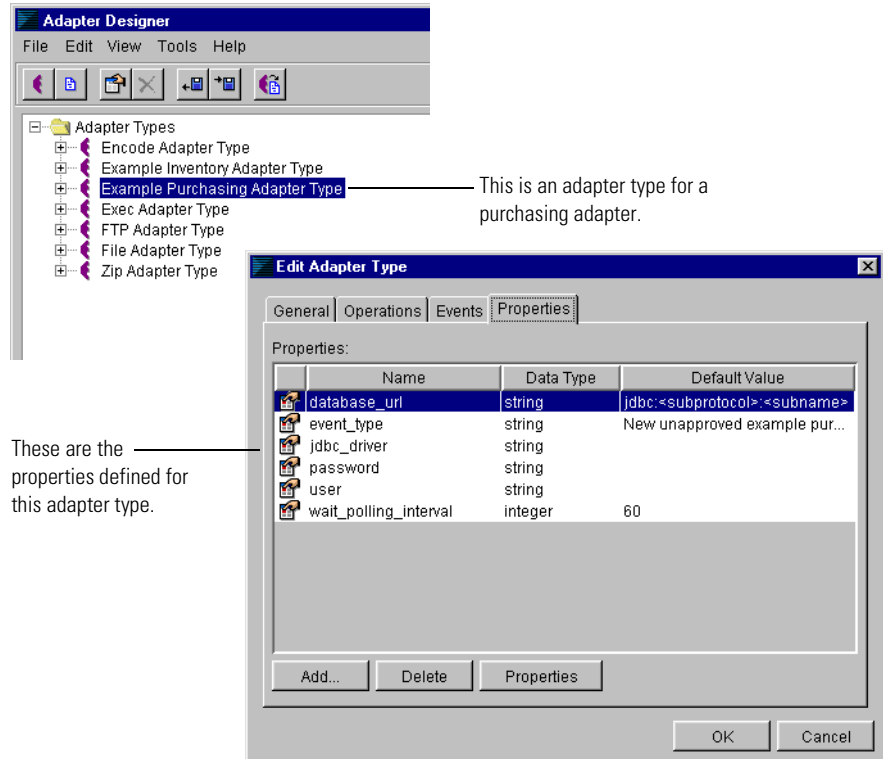 Adapter Designer
File Edit View Tools Help
Adapter Types
Encode Adapter Type
Example Inventory Adapter Type
Example Purchasing Adapter Type
Exec Adapter Type
FTP Adapter Type
File Adapter Type
Zip Adapter Type
This is an adapter type for a
purchasing adapter.
Edit Adapter Type
General Operations Events Properties
Properties:
Name Data Type Default Value
database_url string jdbc:<subprotocol>:<subname>
event_type string New unapproved example pur...
jdbc_driver string
password string
user string
wait_polling_interval integer 60
These are the
properties defined for
this adapter type.
Add... Delete Properties
OK Cancel